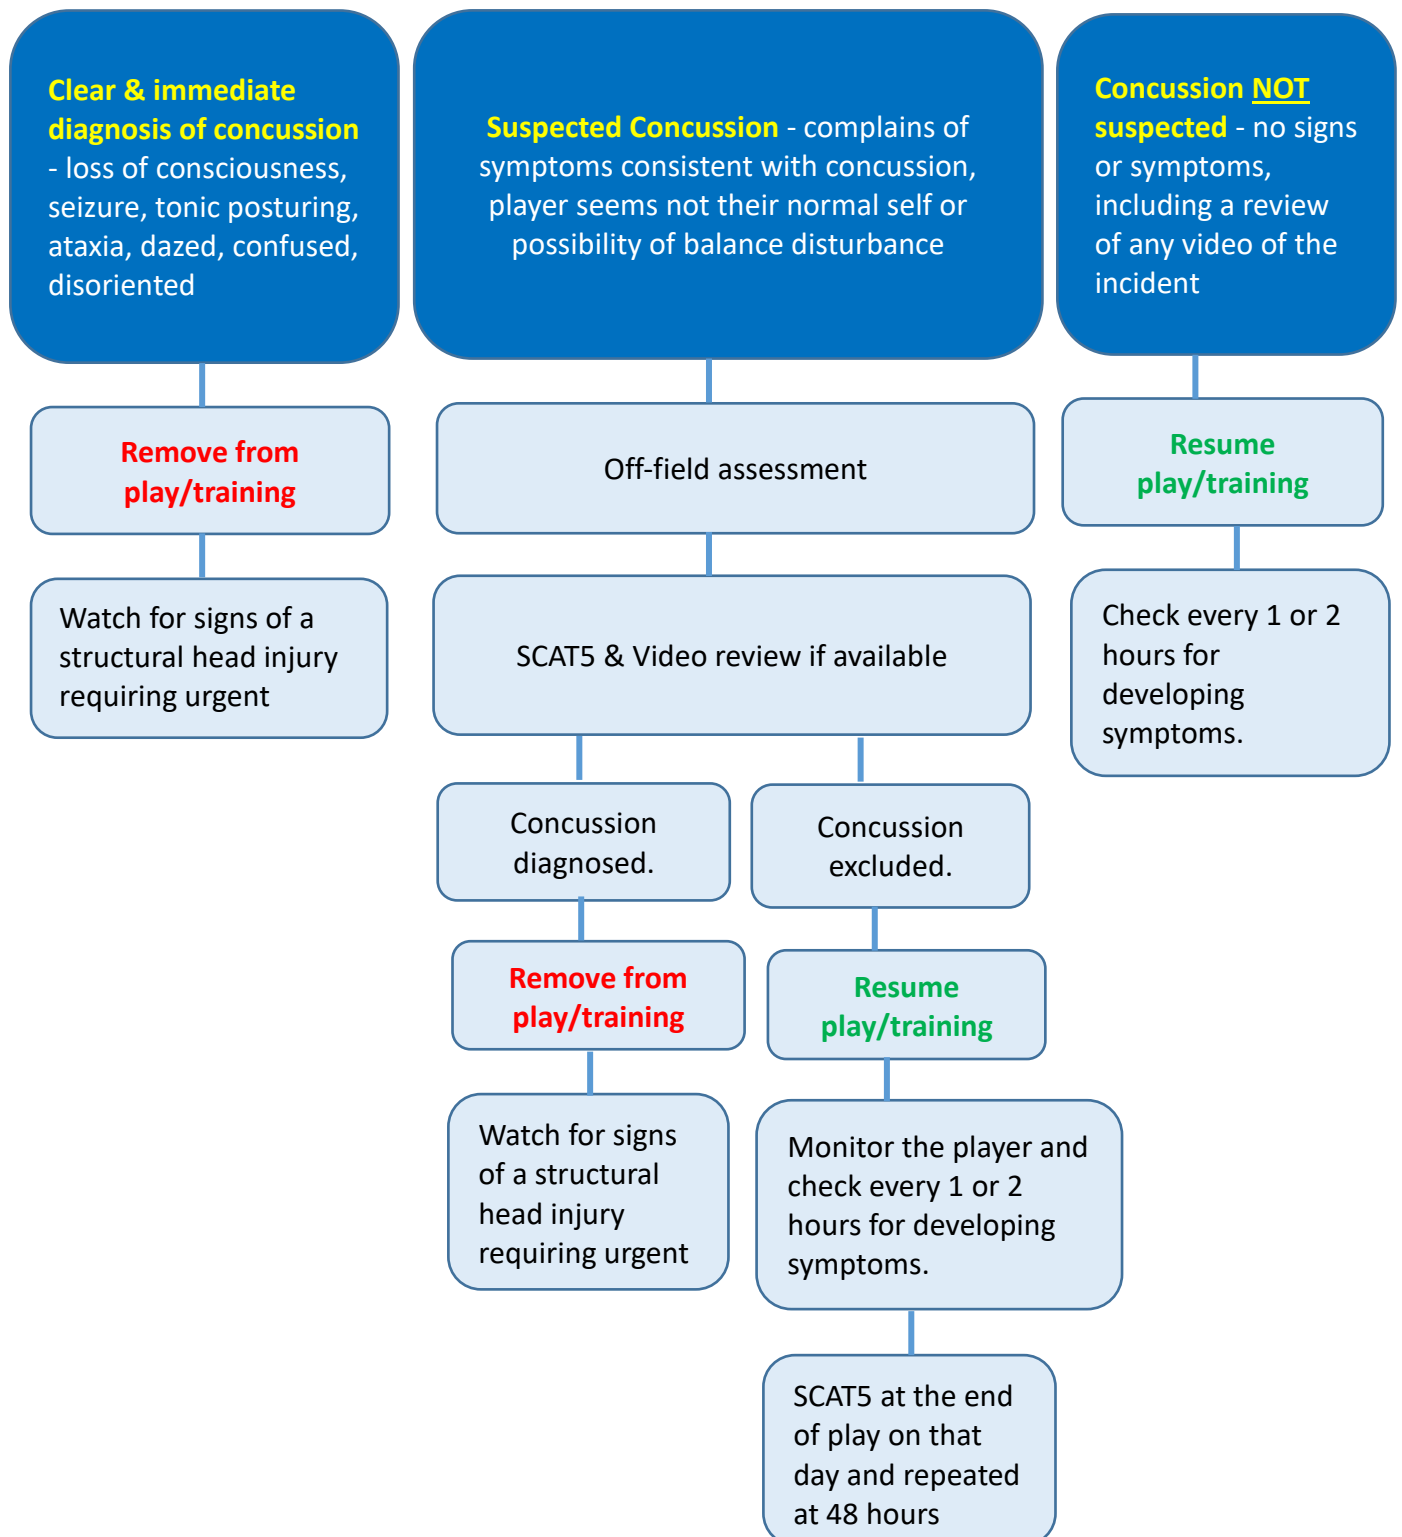 Clear & immediate
diagnosis of concussion
- loss of consciousness,
seizure, tonic posturing,
ataxia, dazed, confused,
disoriented
Suspected Concussion - complains of
symptoms consistent with concussion,
player seems not their normal self or
possibility of balance disturbance
Concussion NOT
suspected - no signs
or symptoms,
including a review
of any video of the
incident
Remove from
play/training
Off-field assessment
Resume
play/training
Watch for signs of a
structural head injury
requiring urgent
SCAT5 & Video review if available
Check every 1 or 2
hours for
developing
symptoms.
Concussion
diagnosed.
Concussion
excluded.
Remove from
play/training
Resume
play/training
Watch for signs
of a structural
head injury
requiring urgent
Monitor the player and
check every 1 or 2
hours for developing
symptoms.
SCAT5 at the end
of play on that
day and repeated
at 48 hours